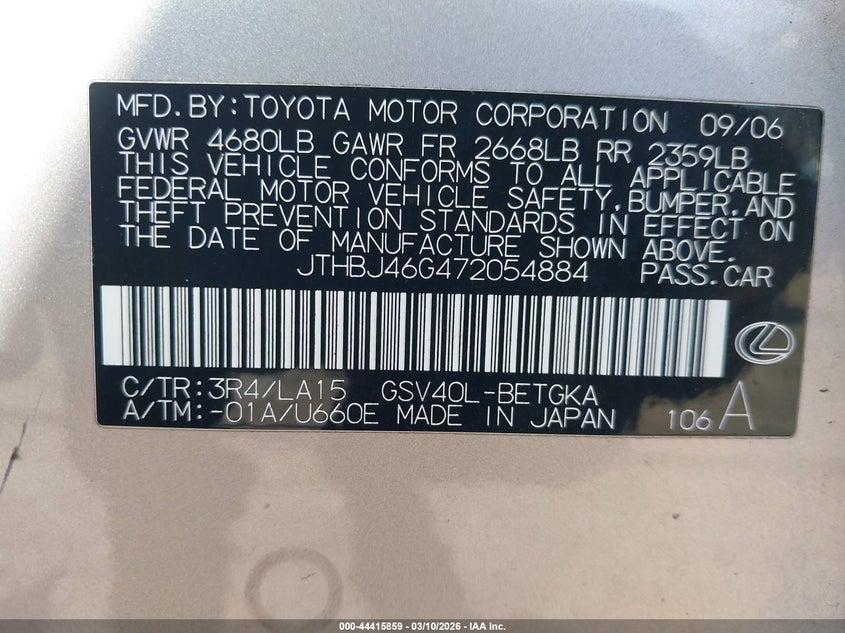 MFD.BY:TOYOTA MOTOR CORPORATION 09/06
GVWR 4680LB GAWR FR 2668LB RR 2359LB
THIS VEHICLE CONFORMS TO ALL APPLICABLE
FEDERAL MOTOR VEHICLE SAFETY,BUMPER,AND
THEFT PREVENTION STANDARDS IN EFFECT ON
THE DATE OF MANUFACTURE SHOWN ABOVE.
JTHBJ46G472054884 PASS.CAR
C/TR:3R4/LA15 GSV40L-BETGKA
A/TM:-01A/U660E MADE IN JAPAN 106 A
000-44415859 - 03/10/2026 - IAA Inc.